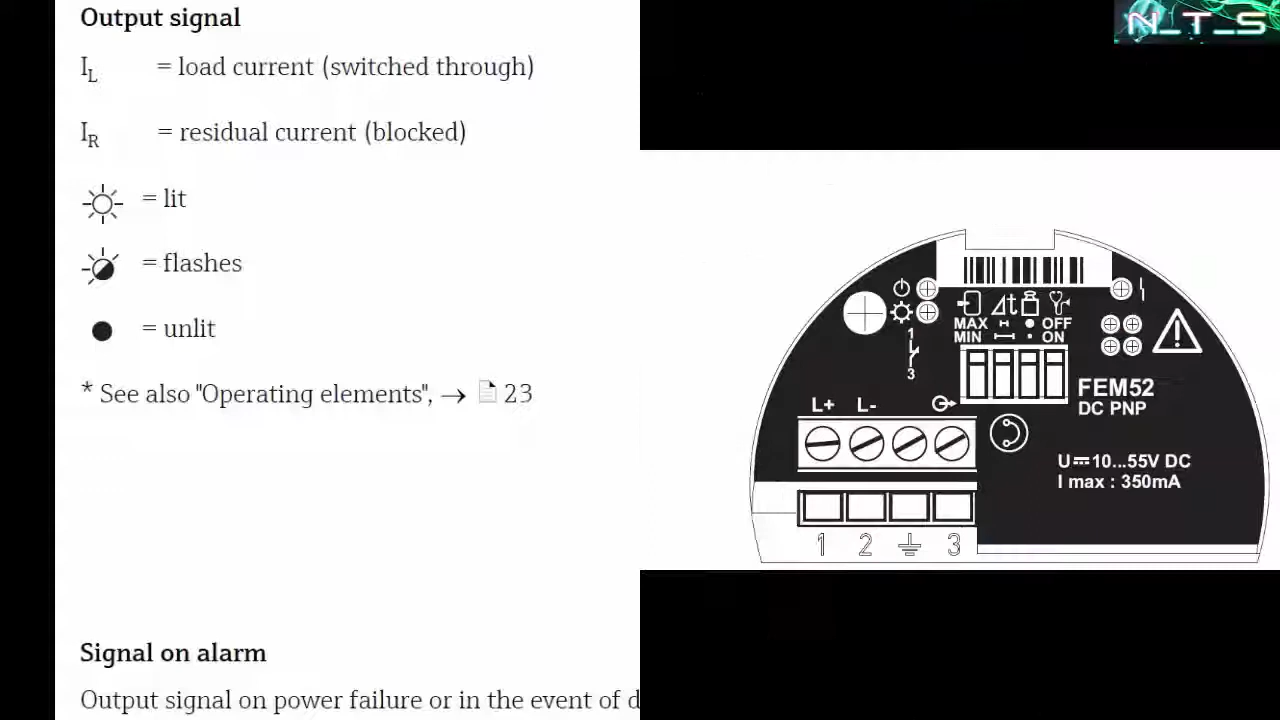 Output signal
IL = load current (switched through)
IR = residual current (blocked)
= lit
= flashes
= unlit
* See also "Operating elements", → 23
Signal on alarm
Output signal on power failure or in the event of d
N_T_S
Δt
MAX OFF
MIN ON
1
3
FEM52
DC PNP
L+ L-
U 10...55V DC
I max : 350mA
1 2 3